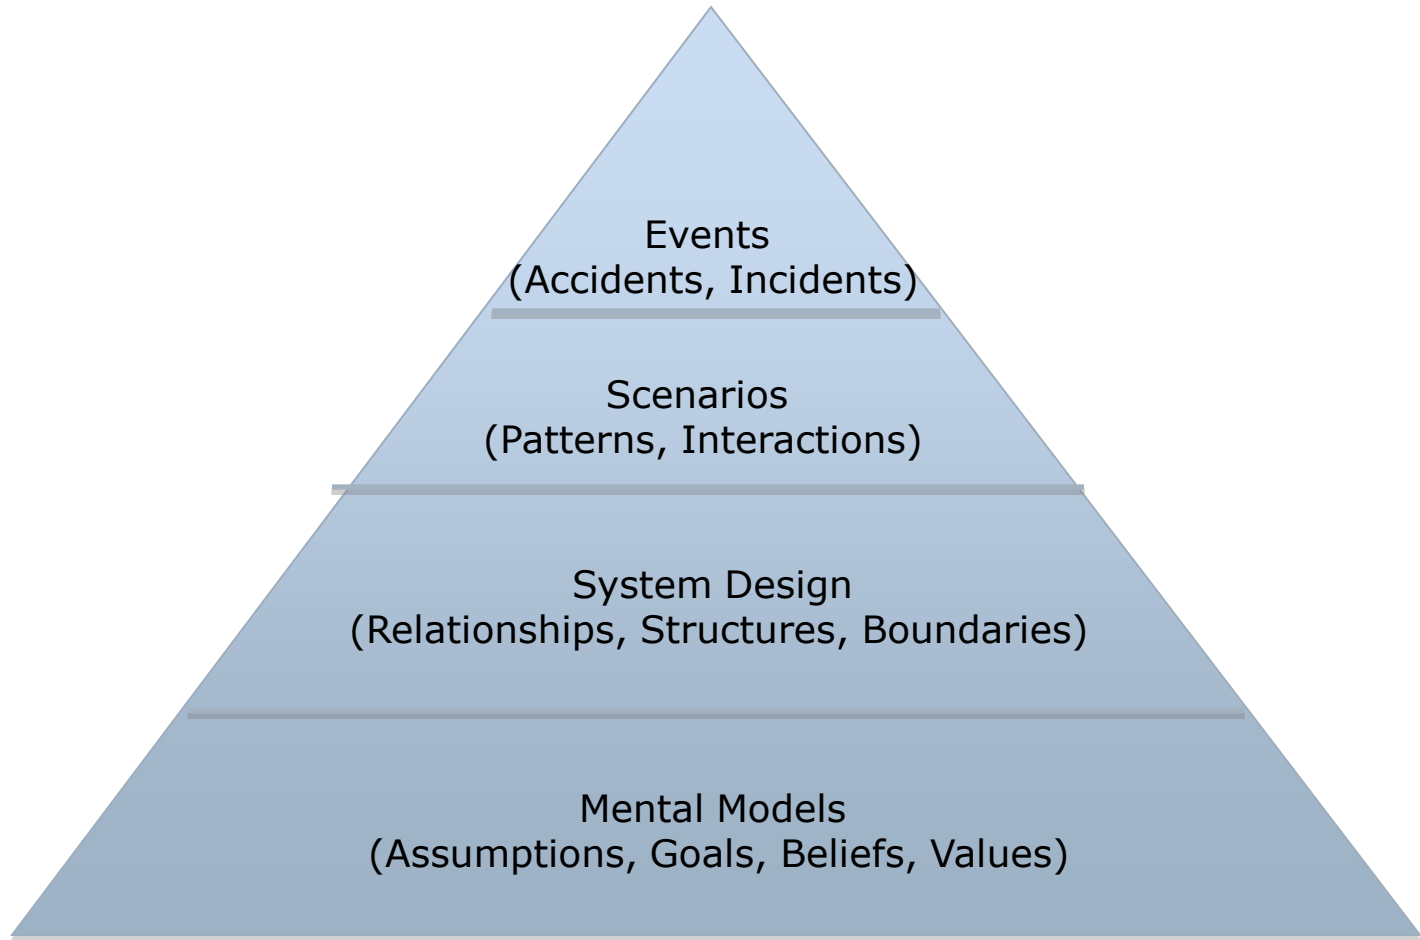 Events
(Accidents, Incidents)
Scenarios
(Patterns, Interactions)
System Design
(Relationships, Structures, Boundaries)
Mental Models
(Assumptions, Goals, Beliefs, Values)